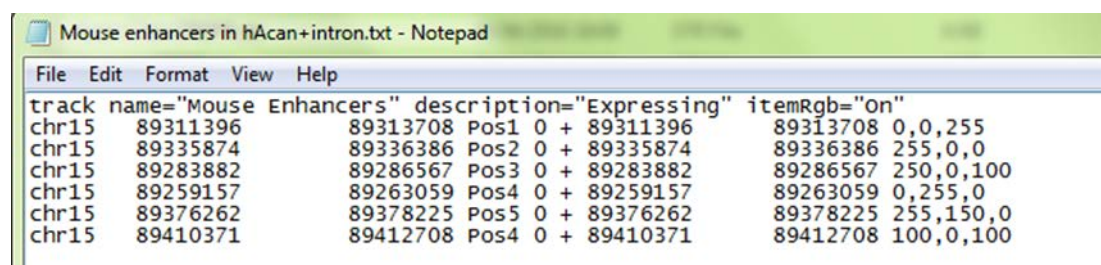 Mouse enhancers in hAcan+intron.txt - Notepad
File Edit Format View Help
track name="Mouse Enhancers" description="Expressing" itemRgb="On"
chr15 89311396 89313708 Pos1 0 + 89311396 89313708 0,0,255
chr15 89335874 89336386 Pos2 0 + 89335874 89336386 255,0,0
chr15 89283882 89286567 Pos3 0 + 89283882 89286567 250,0,100
chr15 89259157 89263059 Pos4 0 + 89259157 89263059 0,255,0
chr15 89376262 89378225 Pos5 0 + 89376262 89378225 255,150,0
chr15 89410371 89412708 Pos4 0 + 89410371 89412708 100,0,100